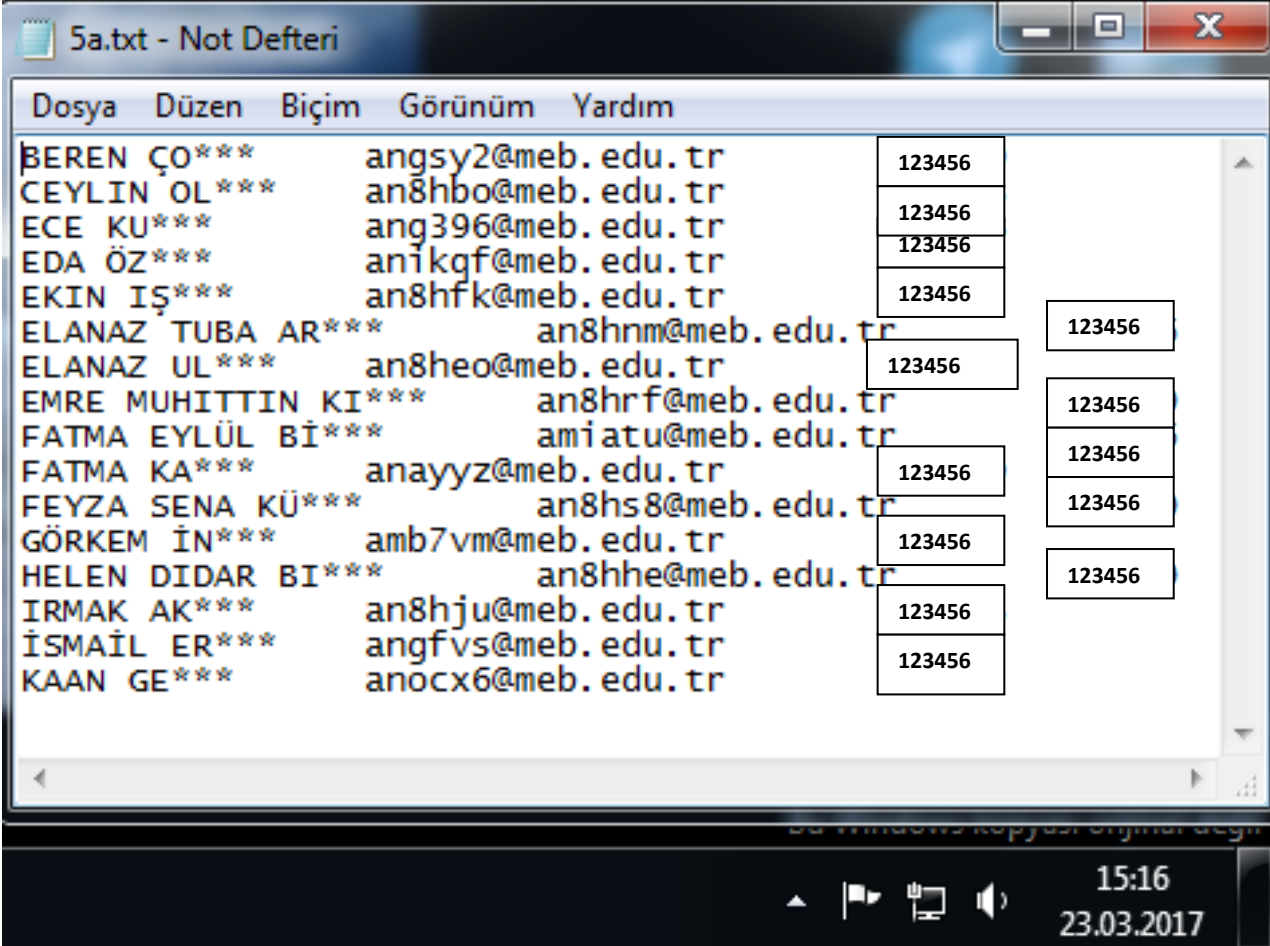 5a.txt - Not Defteri
Dosya Düzen Biçim Görünüm Yardım
BEREN ÇO*** angsy2@meb.edu.tr 123456
CEYLIN OL*** an8hbo@meb.edu.tr 123456
ECE KU*** ang396@meb.edu.tr 123456
EDA ÖZ*** anikqf@meb.edu.tr
EKIN IŞ*** an8hfk@meb.edu.tr 123456
ELANAZ TUBA AR*** an8hnm@meb.edu.tr 123456
ELANAZ UL*** an8heo@meb.edu.tr 123456
EMRE MUHITTIN KI*** an8hrf@meb.edu.tr 123456
FATMA EYLÜL Bİ*** amiatu@meb.edu.tr 123456
FATMA KA*** anayyz@meb.edu.tr 123456
FEYZA SENA KÜ*** an8hs8@meb.edu.tr 123456
GÖRKEM İN*** amb7vm@meb.edu.tr 123456
HELEN DIDAR BI*** an8hhe@meb.edu.tr 123456
IRMAK AK*** an8hju@meb.edu.tr 123456
İSMAİL ER*** angfvs@meb.edu.tr 123456
KAAN GE*** anocx6@meb.edu.tr
Bu Windows kopyası orijinal değil
15:16
23.03.2017